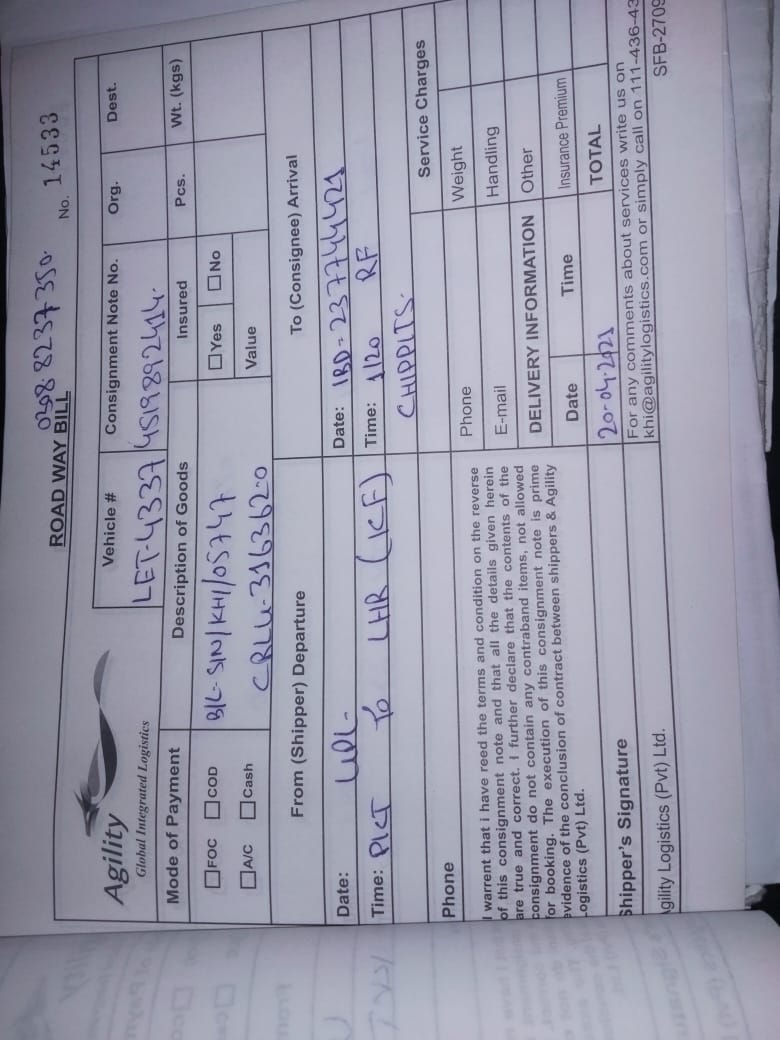 0308-8237350.
ROAD WAY BILL
No. 14533
Agility
Global Integrated Logistics
Vehicle #
Consignment Note No.
Org.
Dest.
LET-4337
4519892414.
Mode of Payment
Description of Goods
Insured
Pcs.
Wt. (kgs)
FOC
COD
B/L- SIN/KHI/05747
Yes
No
A/C
Cash
CRLU-3163620
Value
From (Shipper) Departure
To (Consignee) Arrival
Date:
Date: IBD=237744421
Time: PICT To LHR (KF)
Time: 1/20 RF
CHIPPITS.
Service Charges
Phone
Phone
Weight
E-mail
Handling
I warrent that i have reed the terms and condition on the reverse
of this consignment note and that all the details given herein
are true and correct. I further declare that the contents of the
consignment do not contain any contraband items, not allowed
for booking. The execution of this consignment note is prime
evidence of the conclusion of contract between shippers & Agility
Logistics (Pvt) Ltd.
DELIVERY INFORMATION
Other
Date
Time
Insurance Premium
20-04-2021
TOTAL
Shipper's Signature
For any comments about services write us on
khi@agilitylogistics.com or simply call on 111-436-43
Agility Logistics (Pvt) Ltd.
SFB-2709